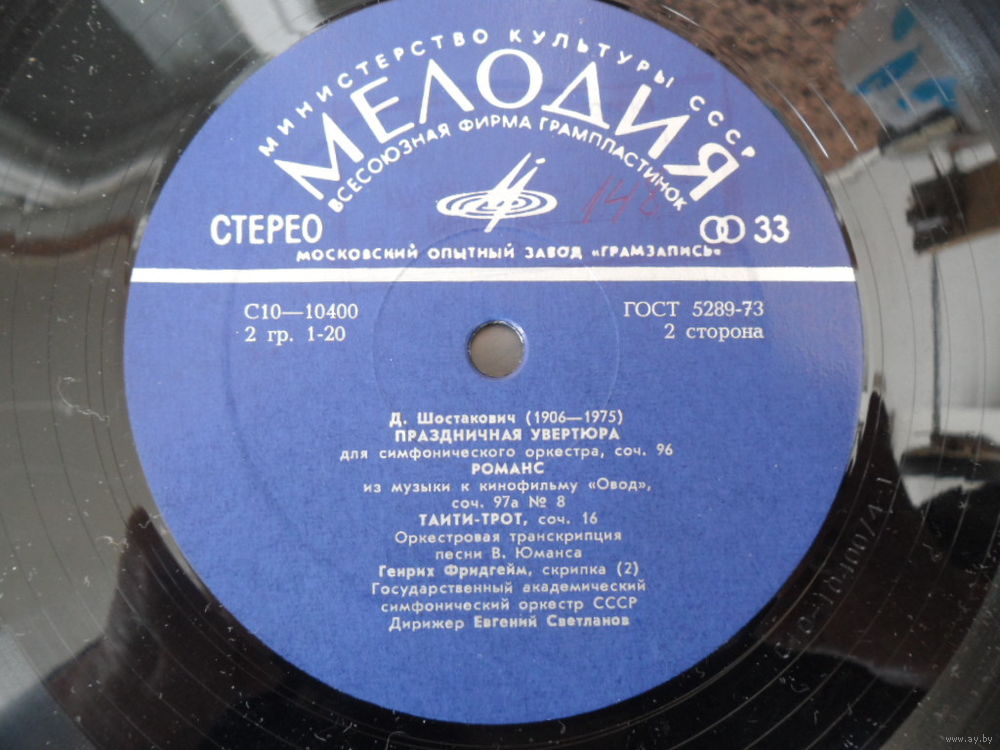 МИНИСТЕРСТВО КУЛЬТУРЫ СССР
МЕЛОДИЯ
ВСЕСОЮЗНАЯ ФИРМА ГРАМПЛАСТИНОК
СТЕРЕО
33
МОСКОВСКИЙ ОПЫТНЫЙ ЗАВОД «ГРАМЗАПИСЬ»
С10—10400
ГОСТ 5289-73
2 гр. 1-20
2 сторона
Д. Шостакович (1906—1975)
ПРАЗДНИЧНАЯ УВЕРТЮРА
для симфонического оркестра, соч. 96
РОМАНС
из музыки к кинофильму «Овод»,
соч. 97а № 8
ТАИТИ-ТРОТ, соч. 16
Оркестровая транскрипция
песни В. Юманса
Генрих Фридгейм, скрипка (2)
Государственный академический
симфонический оркестр СССР
Дирижер Евгений Светланов
www.ay.by